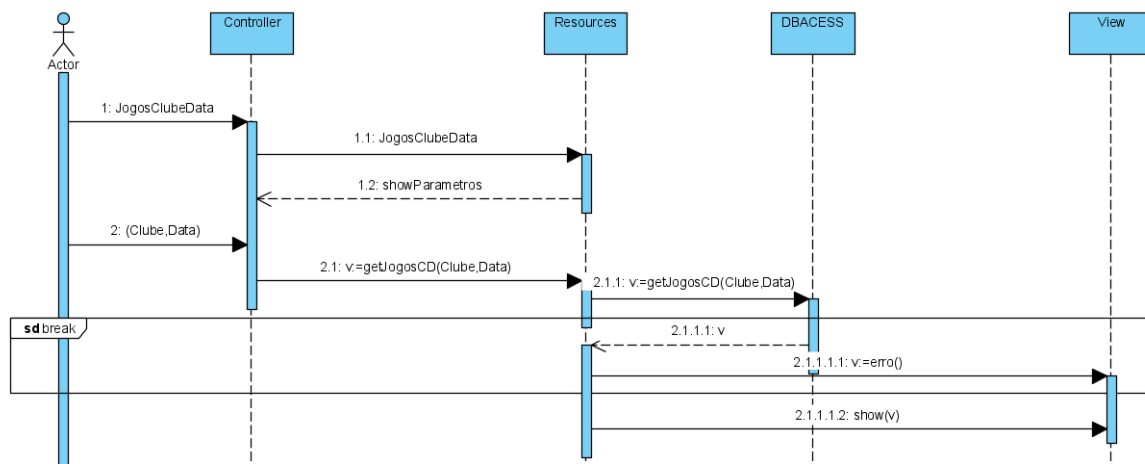 Controller
Resources
DBACESS
View
Actor
1: JogosClubeData
1.1: JogosClubeData
1.2: showParametros
2: (Clube,Data)
2.1: v:=getJogosCD(Clube,Data)
2.1.1: v:=getJogosCD(Clube,Data)
sd break
2.1.1.1: v
2.1.1.1.1: v:=erro()
2.1.1.1.2: show(v)